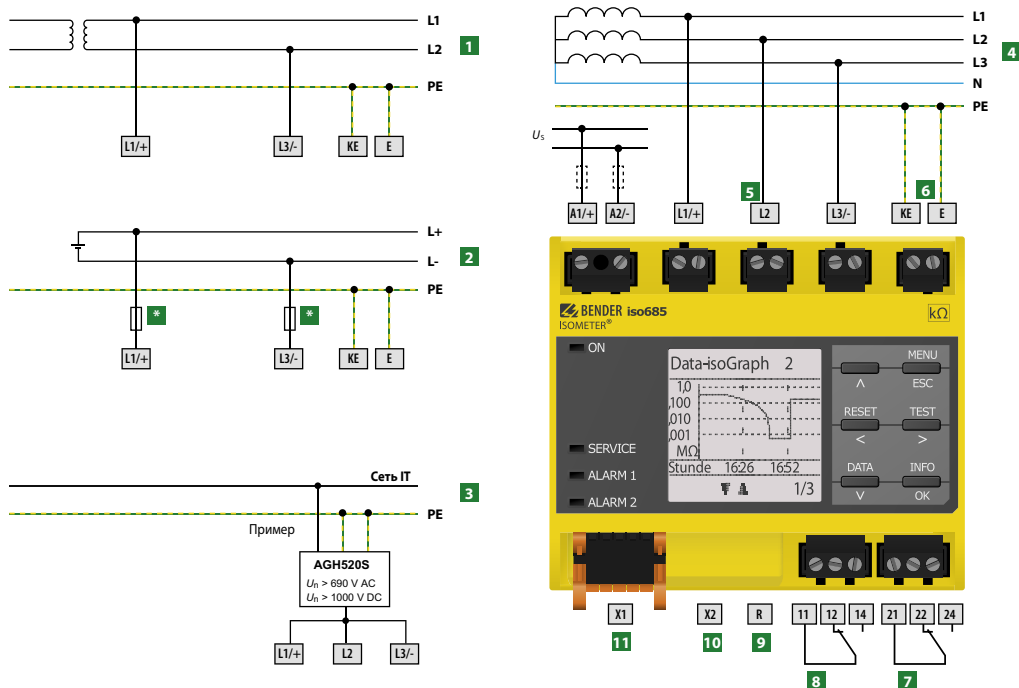 L1
L2
1
PE
L1/+
L3/-
KE
E
L+
L-
2
PE
*
*
L1/+
L3/-
KE
E
Сеть IT
3
PE
Пример
AGH520S
Un > 690 V AC
Un > 1000 V DC
L1/+
L2
L3/-
L1
L2
L3
4
N
PE
Us
5
6
A1/+
A2/-
L1/+
L2
L3/-
KE
E
BENDER iso685
ISOMETER®
kΩ
ON
SERVICE
ALARM 1
ALARM 2
Data-isoGraph 2
1,0
,100
,010
,001
MΩ
Stunde 16:26 16:52
1/3
MENU
Λ
ESC
RESET
TEST
<
>
DATA
INFO
V
OK
X1
X2
R
11
12
14
21
22
24
11
10
9
8
7